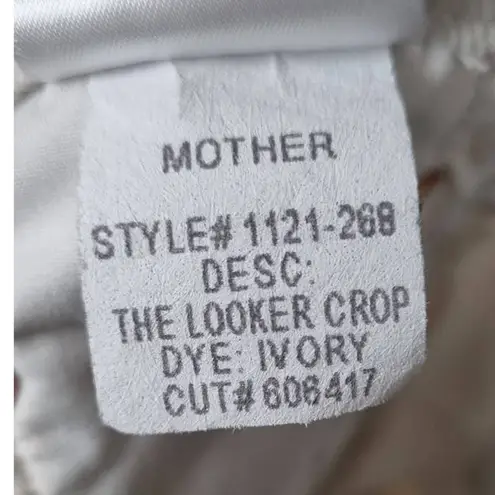 MOTHER
STYLE# 1121-268
DESC:
THE LOOKER CROP
DYE: IVORY
CUT# 606417